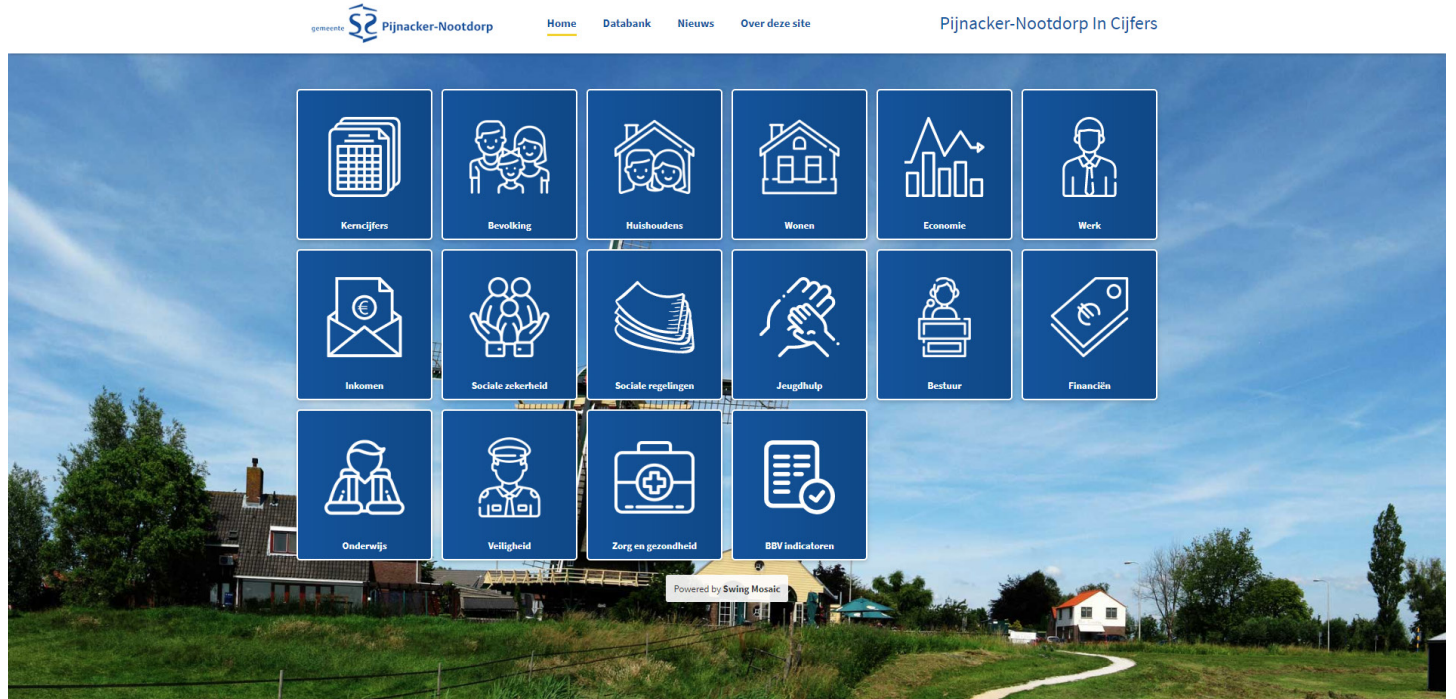 gemeente Pijnacker-Nootdorp
Home Databank Nieuws Over deze site
Pijnacker-Nootdorp In Cijfers
Kerncijfers
Bevolking
Huishoudens
Wonen
Economie
Werk
€
€
Inkomen
Sociale zekerheid
Sociale regelingen
Jeugdhulp
Bestuur
Financiën
Onderwijs
Veiligheid
Zorg en gezondheid
BBV indicatoren
Powered by Swing Mosaic